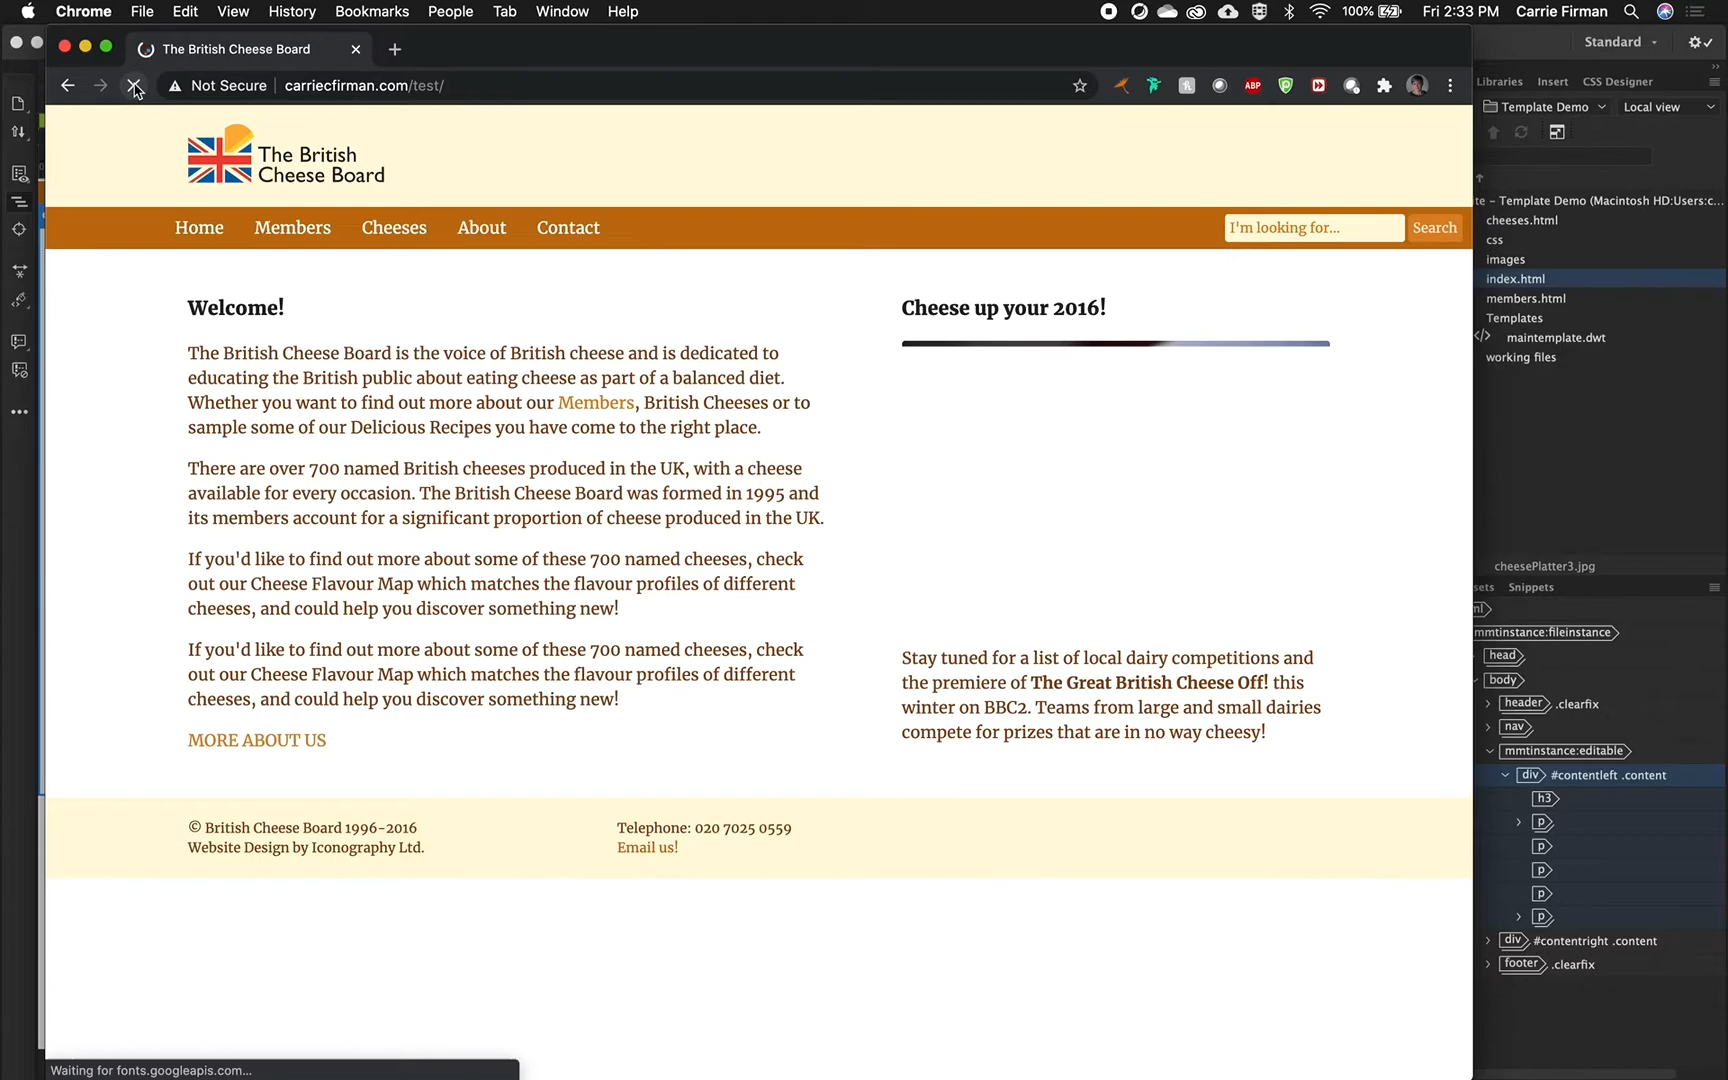 Chrome File Edit View History Bookmarks People Tab Window Help 100% Fri 2:33 PM Carrie Firman
The British Cheese Board
Standard
Not Secure carriecfirman.com/test/
ABP
Libraries Insert CSS Designer
Template Demo Local view
The British
Cheese Board
Home Members Cheeses About Contact I'm looking for... Search
te - Template Demo (Macintosh HD:Users:c...
cheeses.html
css
images
index.html
members.html
Templates
maintemplate.dwt
working files
Welcome!
The British Cheese Board is the voice of British cheese and is dedicated to
educating the British public about eating cheese as part of a balanced diet.
Whether you want to find out more about our Members, British Cheeses or to
sample some of our Delicious Recipes you have come to the right place.
There are over 700 named British cheeses produced in the UK, with a cheese
available for every occasion. The British Cheese Board was formed in 1995 and
its members account for a significant proportion of cheese produced in the UK.
If you'd like to find out more about some of these 700 named cheeses, check
out our Cheese Flavour Map which matches the flavour profiles of different
cheeses, and could help you discover something new!
If you'd like to find out more about some of these 700 named cheeses, check
out our Cheese Flavour Map which matches the flavour profiles of different
cheeses, and could help you discover something new!
MORE ABOUT US
Cheese up your 2016!
Stay tuned for a list of local dairy competitions and
the premiere of The Great British Cheese Off! this
winter on BBC2. Teams from large and small dairies
compete for prizes that are in no way cheesy!
© British Cheese Board 1996-2016
Website Design by Iconography Ltd.
Telephone: 020 7025 0559
Email us!
cheesePlatter3.jpg
sets Snippets
ml
mmtinstance:fileinstance
head
body
header .clearfix
nav
mmtinstance:editable
div #contentleft .content
h3
p
p
p
p
p
div #contentright .content
footer .clearfix
Waiting for fonts.googleapis.com...